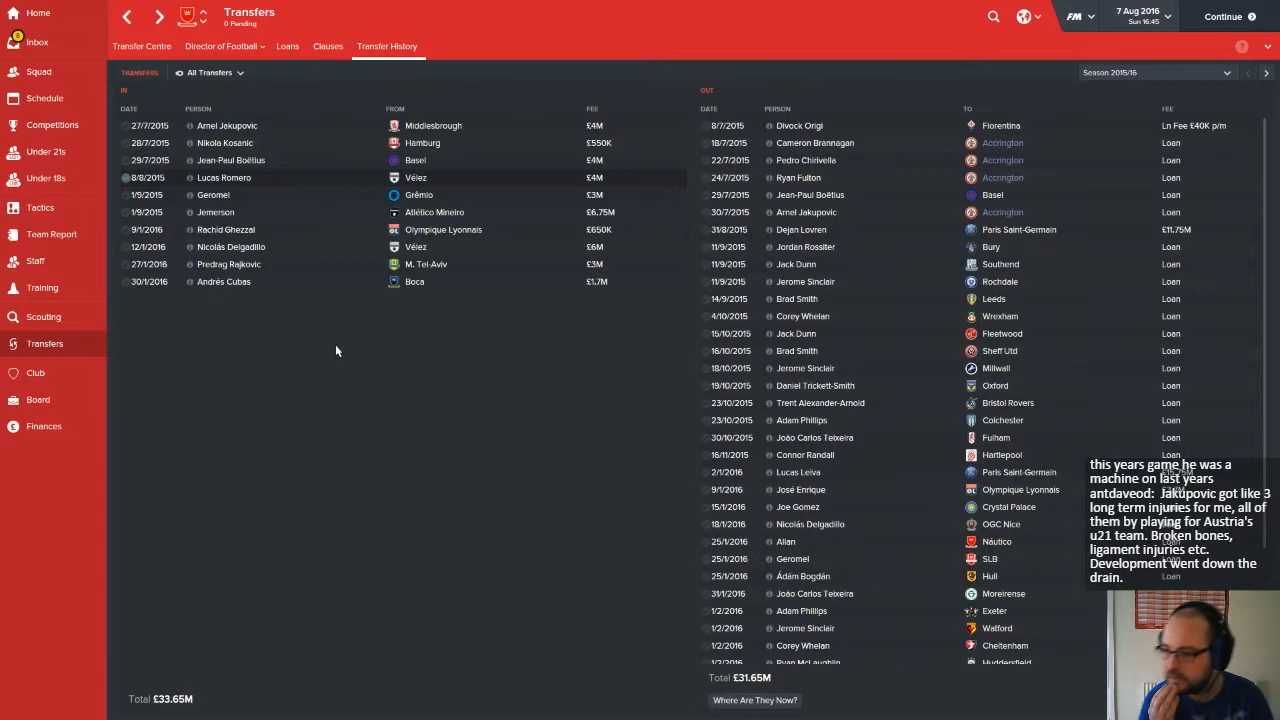 Home
Transfers
0 Pending
FM
7 Aug 2016
Sun 16:45
Continue
8
Inbox
Transfer Centre
Director of Football
Loans
Clauses
Transfer History
?
Squad
TRANSFERS
All Transfers
Season 2015/16
Schedule
IN
OUT
Competitions
DATE PERSON FROM FEE
DATE PERSON TO FEE
Under 21s
Under 18s
Tactics
Team Report
Staff
Training
Scouting
Transfers
Club
Board
Finances
27/7/2015 Arnel Jakupovic Middlesbrough £4M
28/7/2015 Nikola Kosanic Hamburg £550K
29/7/2015 Jean-Paul Boëtius Basel £4M
8/8/2015 Lucas Romero Vélez £4M
1/9/2015 Geromel Grêmio £3M
1/9/2015 Jemerson Atlético Mineiro £6.75M
9/1/2016 Rachid Ghezzal Olympique Lyonnais £650K
12/1/2016 Nicolás Delgadillo Vélez £6M
27/1/2016 Predrag Rajkovic M. Tel-Aviv £3M
30/1/2016 Andrés Cubas Boca £1.7M
Total £33.65M
8/7/2015 Divock Origi Fiorentina Ln Fee £40K p/m
18/7/2015 Cameron Brannagan Accrington Loan
22/7/2015 Pedro Chirivella Accrington Loan
24/7/2015 Ryan Fulton Accrington Loan
29/7/2015 Jean-Paul Boëtius Basel Loan
30/7/2015 Arnel Jakupovic Accrington Loan
31/8/2015 Dejan Lovren Paris Saint-Germain £11.75M
11/9/2015 Jordan Rossiter Bury Loan
11/9/2015 Jack Dunn Southend Loan
11/9/2015 Jerome Sinclair Rochdale Loan
14/9/2015 Brad Smith Leeds Loan
4/10/2015 Corey Whelan Wrexham Loan
15/10/2015 Jack Dunn Fleetwood Loan
16/10/2015 Brad Smith Sheff Utd Loan
18/10/2015 Jerome Sinclair Millwall Loan
19/10/2015 Daniel Trickett-Smith Oxford Loan
23/10/2015 Trent Alexander-Arnold Bristol Rovers Loan
23/10/2015 Adam Phillips Colchester Loan
30/10/2015 João Carlos Teixeira Fulham Loan
16/11/2015 Connor Randall Hartlepool Loan
2/1/2016 Lucas Leiva Paris Saint-Germain
9/1/2016 José Enrique Olympique Lyonnais
15/1/2016 Joe Gomez Crystal Palace
18/1/2016 Nicolás Delgadillo OGC Nice
25/1/2016 Allan Náutico
25/1/2016 Geromel SLB
25/1/2016 Ádám Bogdán Hull Loan
31/1/2016 João Carlos Teixeira Moreirense
1/2/2016 Adam Phillips Exeter
1/2/2016 Jerome Sinclair Watford
1/2/2016 Corey Whelan Cheltenham
1/2/2016 Ryan McLaughlin Huddersfield
Total £31.65M
Where Are They Now?
this years game he was a
machine on last years
antdaveod: Jakupovic got like 3
long term injuries for me, all of
them by playing for Austria's
u21 team. Broken bones,
ligament injuries etc.
Development went down the
drain.